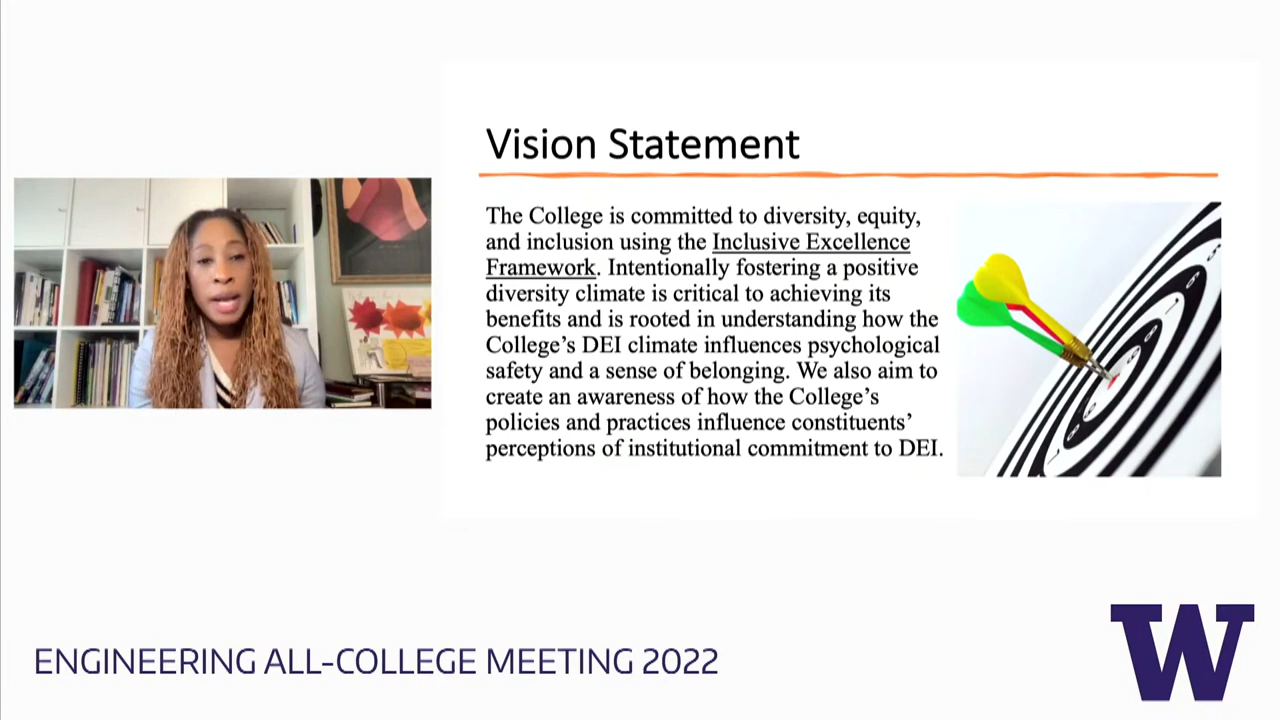 Vision Statement
The College is committed to diversity, equity,
and inclusion using the Inclusive Excellence
Framework. Intentionally fostering a positive
diversity climate is critical to achieving its
benefits and is rooted in understanding how the
College’s DEI climate influences psychological
safety and a sense of belonging. We also aim to
create an awareness of how the College’s
policies and practices influence constituents’
perceptions of institutional commitment to DEI.
ENGINEERING ALL-COLLEGE MEETING 2022
W